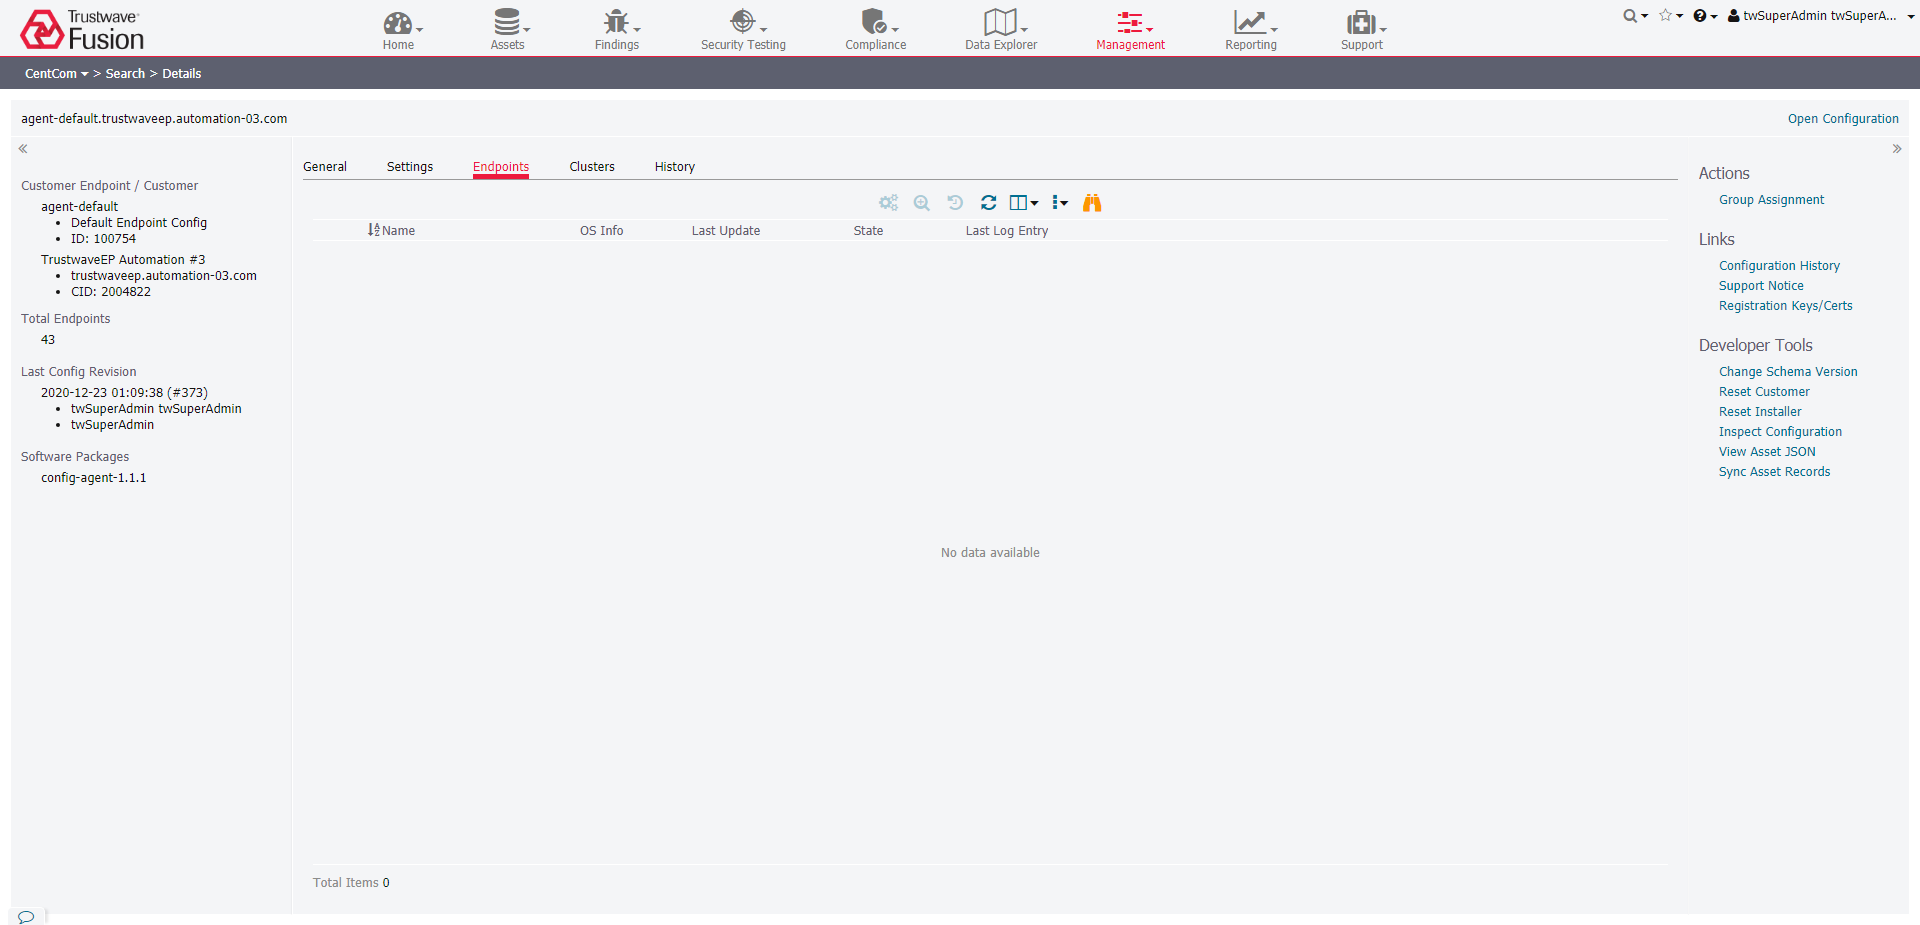 Trustwave
Fusion
Home
Assets
Findings
Security Testing
Compliance
Data Explorer
Management
Reporting
Support
twSuperAdmin twSuperA...
CentCom > Search > Details
agent-default.trustwaveep.automation-03.com
Open Configuration
Customer Endpoint / Customer
agent-default
• Default Endpoint Config
• ID: 100754
TrustwaveEP Automation #3
• trustwaveep.automation-03.com
• CID: 2004822
Total Endpoints
43
Last Config Revision
2020-12-23 01:09:38 (#373)
• twSuperAdmin twSuperAdmin
• twSuperAdmin
Software Packages
config-agent-1.1.1
General Settings Endpoints Clusters History
Name OS Info Last Update State Last Log Entry
No data available
Total Items 0
Actions
Group Assignment
Links
Configuration History
Support Notice
Registration Keys/Certs
Developer Tools
Change Schema Version
Reset Customer
Reset Installer
Inspect Configuration
View Asset JSON
Sync Asset Records